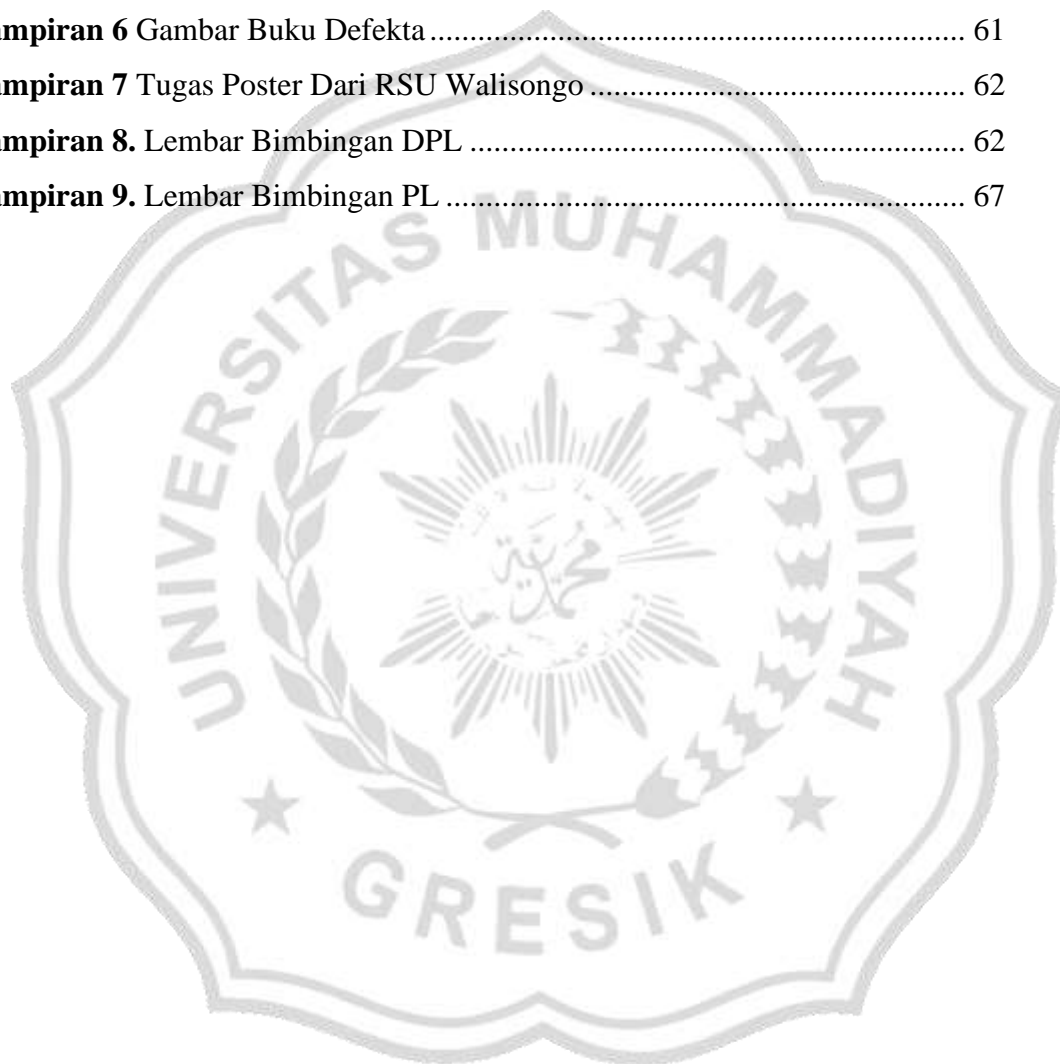 ampiran 6 Gambar Buku Defekta ................................................................. 61
ampiran 7 Tugas Poster Dari RSU Walisongo .............................................. 62
ampiran 8. Lembar Bimbingan DPL ............................................................ 62
ampiran 9. Lembar Bimbingan PL ............................................................... 67
UNIVERSITAS MUHAMMADIYAH
GRESIK